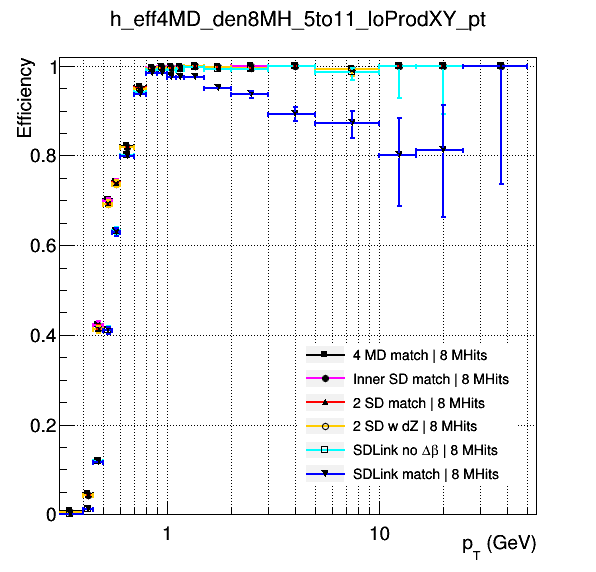 h_eff4MD_den8MH_5to11_loProdXY_pt
Efficiency
1
0.8
0.6
0.4
0.2
0
4 MD match | 8 MHits
Inner SD match | 8 MHits
2 SD match | 8 MHits
2 SD w dZ | 8 MHits
SDLink no Δβ | 8 MHits
SDLink match | 8 MHits
1
10
p_T (GeV)